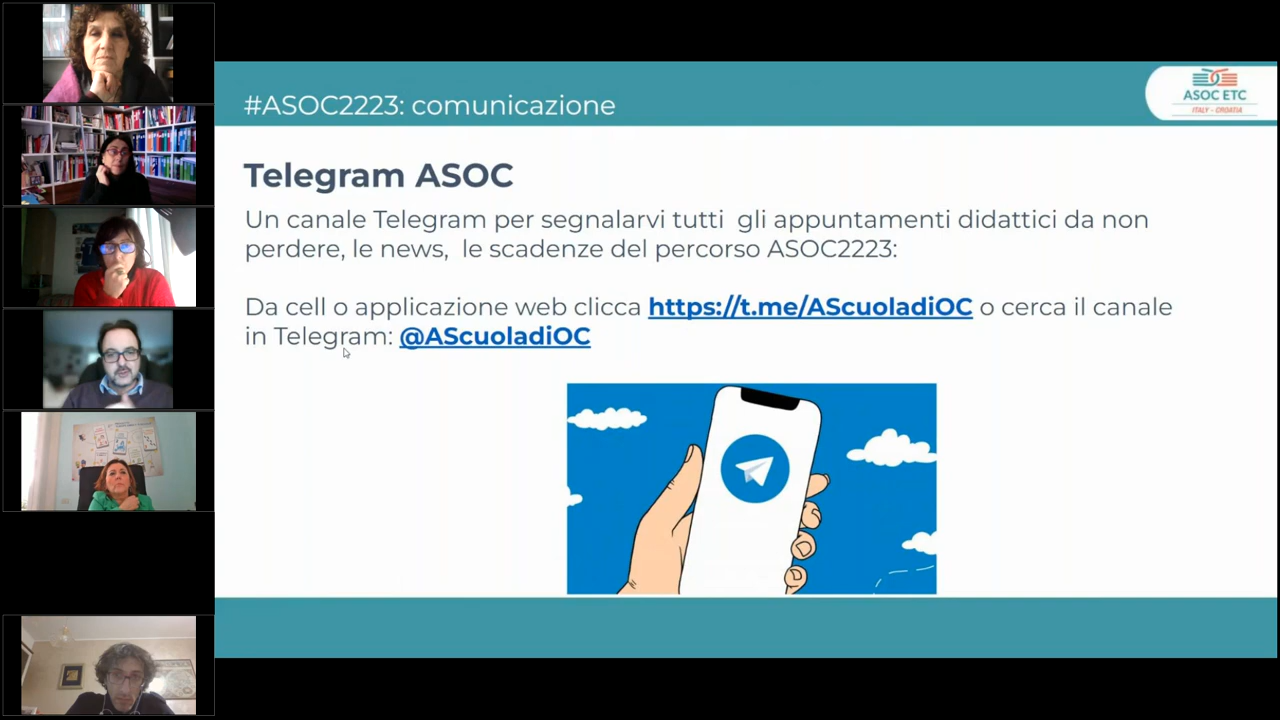 #ASOC2223: comunicazione
ASOC ETC
ITALY - CROATIA
Telegram ASOC
Un canale Telegram per segnalarvi tutti gli appuntamenti didattici da non
perdere, le news, le scadenze del percorso ASOC2223:
Da cell o applicazione web clicca https://t.me/AScuoladiOC o cerca il canale
in Telegram: @AScuoladiOC